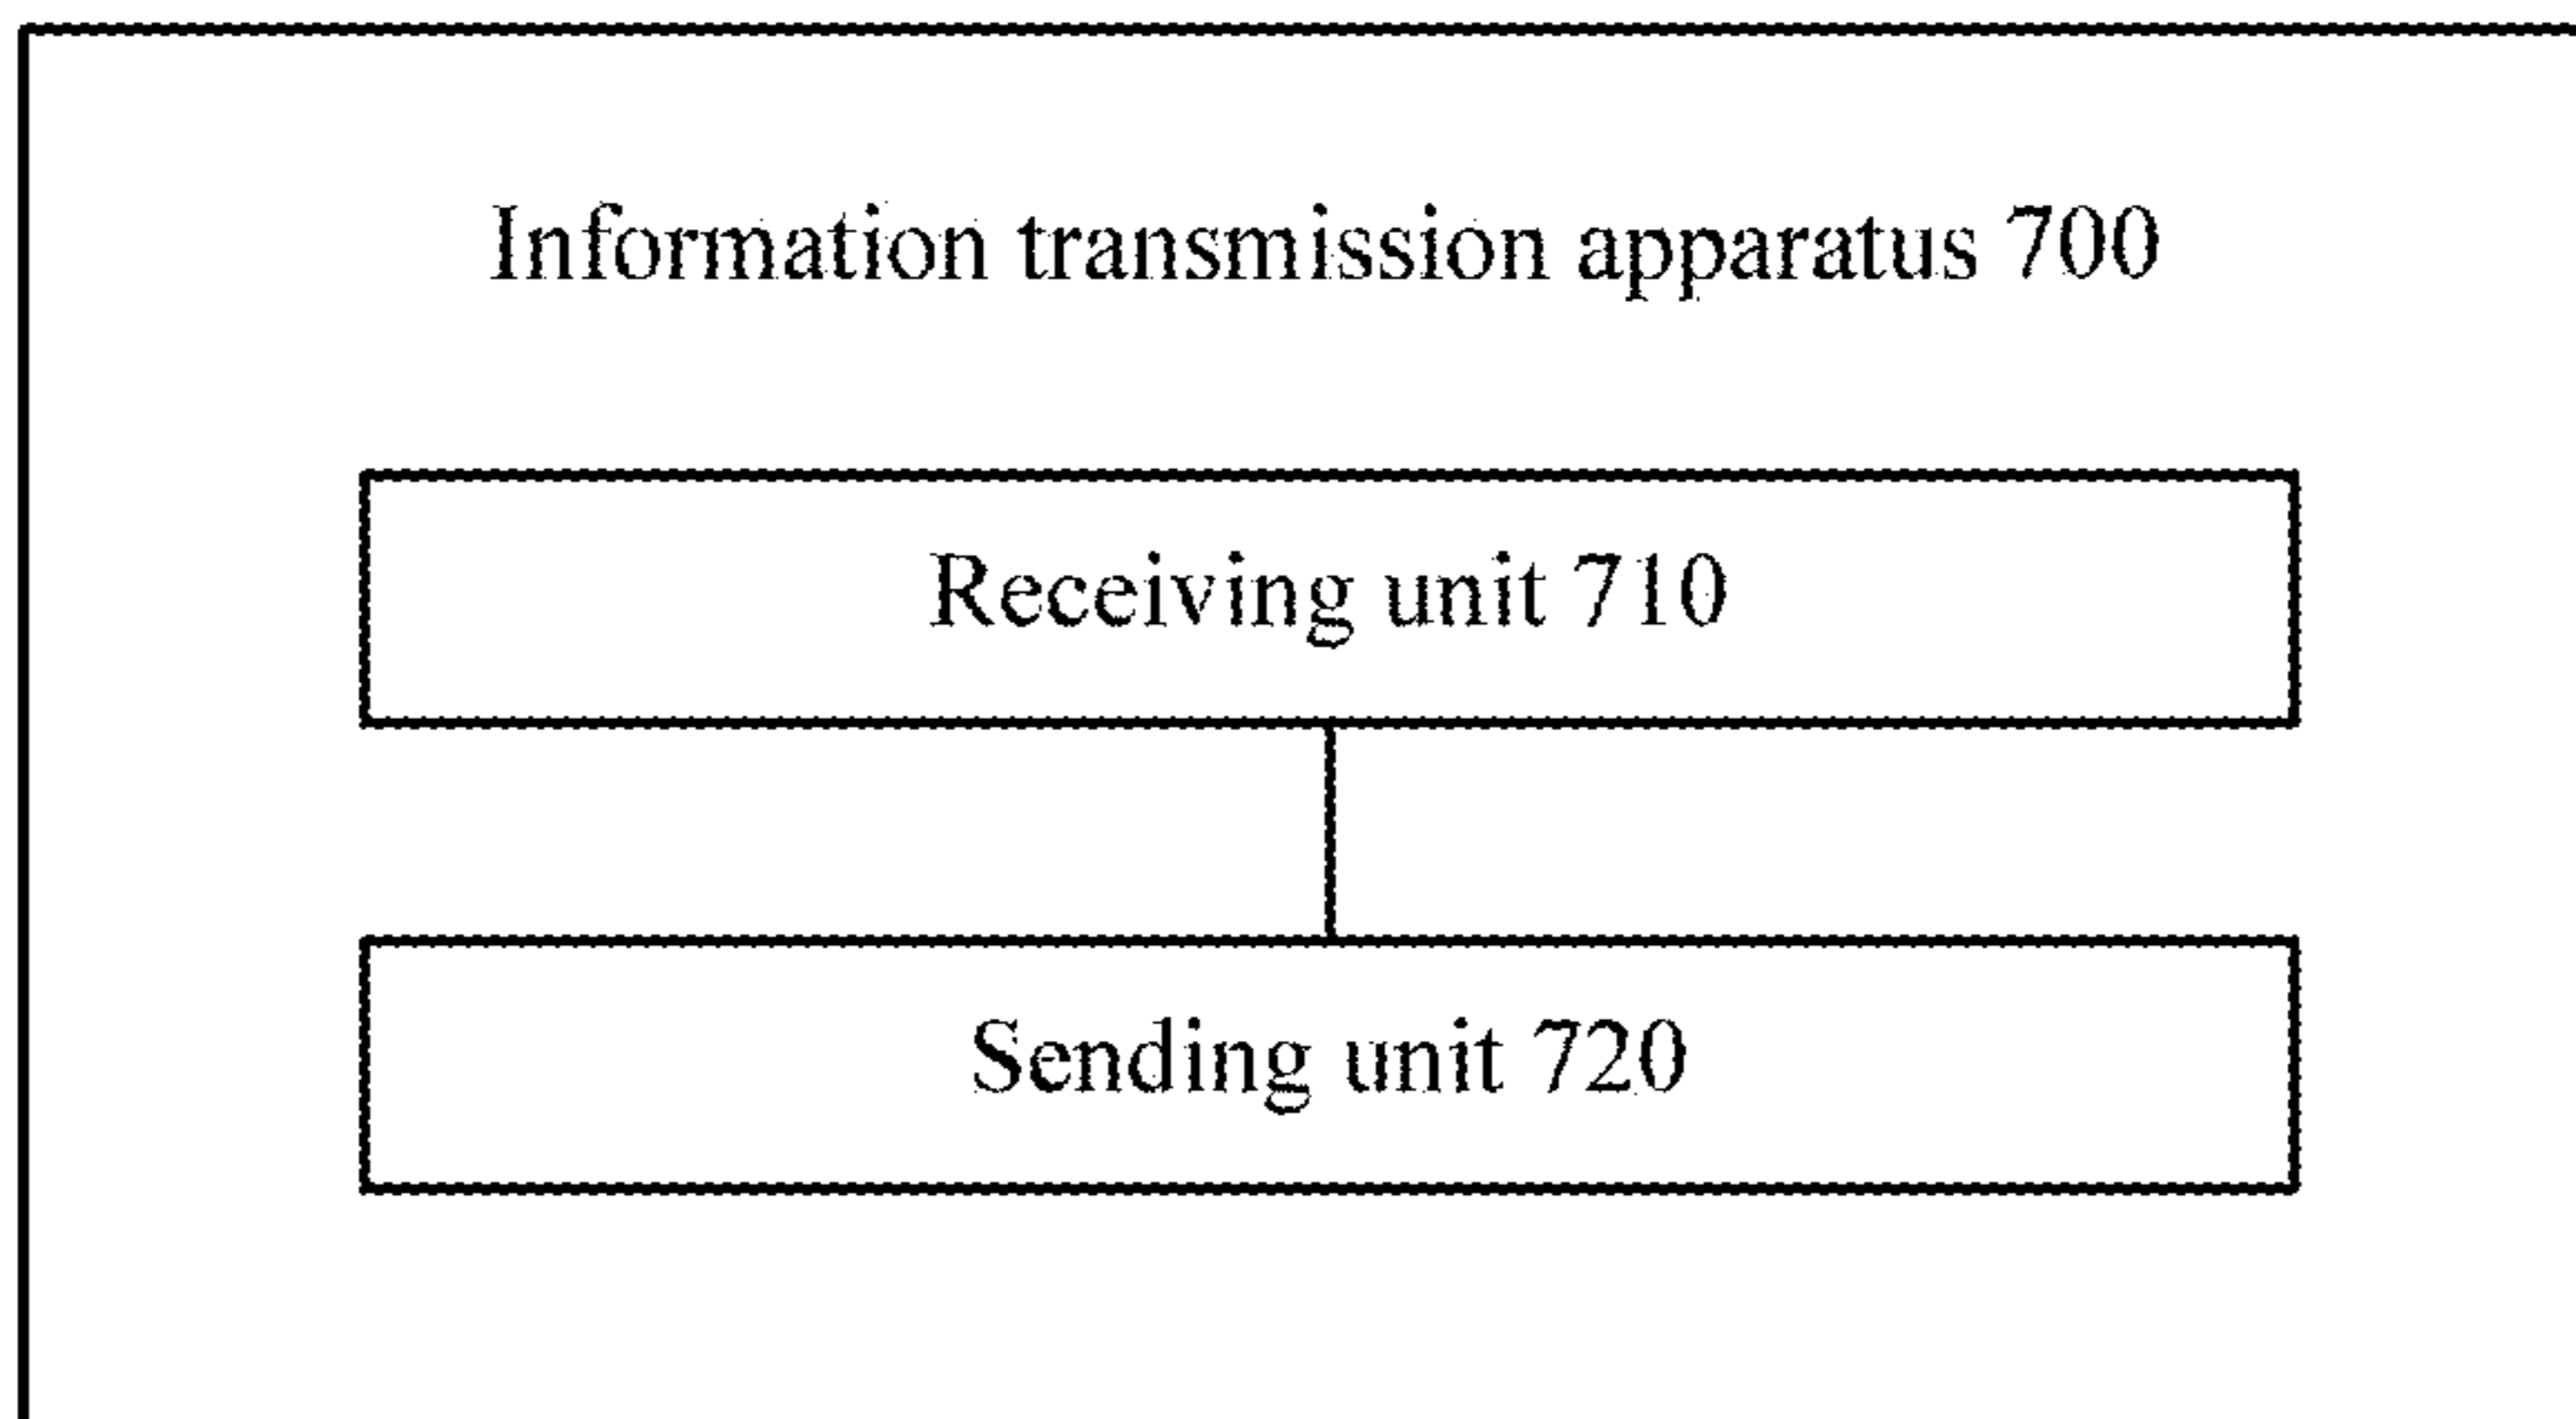 Information transmission apparatus 700
Receiving unit 710
Sending unit 720